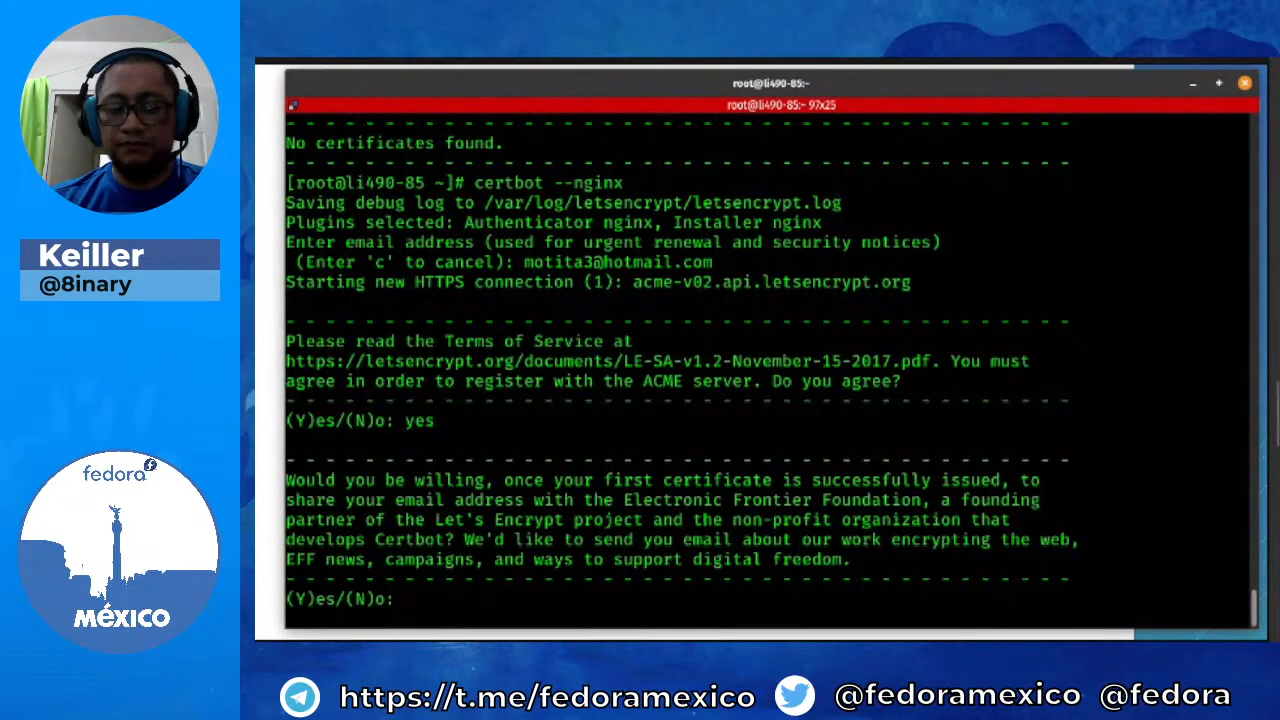 Keiller
@8inary
fedora
méxico
root@li490-85:~
root@li490-85:~ 97x25
- - - - - - - - - - - - - - - - - - - - - - - - - - - - - - - - - - - - - - - -
No certificates found.
- - - - - - - - - - - - - - - - - - - - - - - - - - - - - - - - - - - - - - - -
[root@li490-85 ~]# certbot --nginx
Saving debug log to /var/log/letsencrypt/letsencrypt.log
Plugins selected: Authenticator nginx, Installer nginx
Enter email address (used for urgent renewal and security notices)
(Enter 'c' to cancel): motita3@hotmail.com
Starting new HTTPS connection (1): acme-v02.api.letsencrypt.org
- - - - - - - - - - - - - - - - - - - - - - - - - - - - - - - - - - - - - - - -
Please read the Terms of Service at
https://letsencrypt.org/documents/LE-SA-v1.2-November-15-2017.pdf. You must
agree in order to register with the ACME server. Do you agree?
- - - - - - - - - - - - - - - - - - - - - - - - - - - - - - - - - - - - - - - -
(Y)es/(N)o: yes
- - - - - - - - - - - - - - - - - - - - - - - - - - - - - - - - - - - - - - - -
Would you be willing, once your first certificate is successfully issued, to
share your email address with the Electronic Frontier Foundation, a founding
partner of the Let's Encrypt project and the non-profit organization that
develops Certbot? We'd like to send you email about our work encrypting the web,
EFF news, campaigns, and ways to support digital freedom.
- - - - - - - - - - - - - - - - - - - - - - - - - - - - - - - - - - - - - - - -
(Y)es/(N)o:
https://t.me/fedoramexico @fedoramexico @fedora